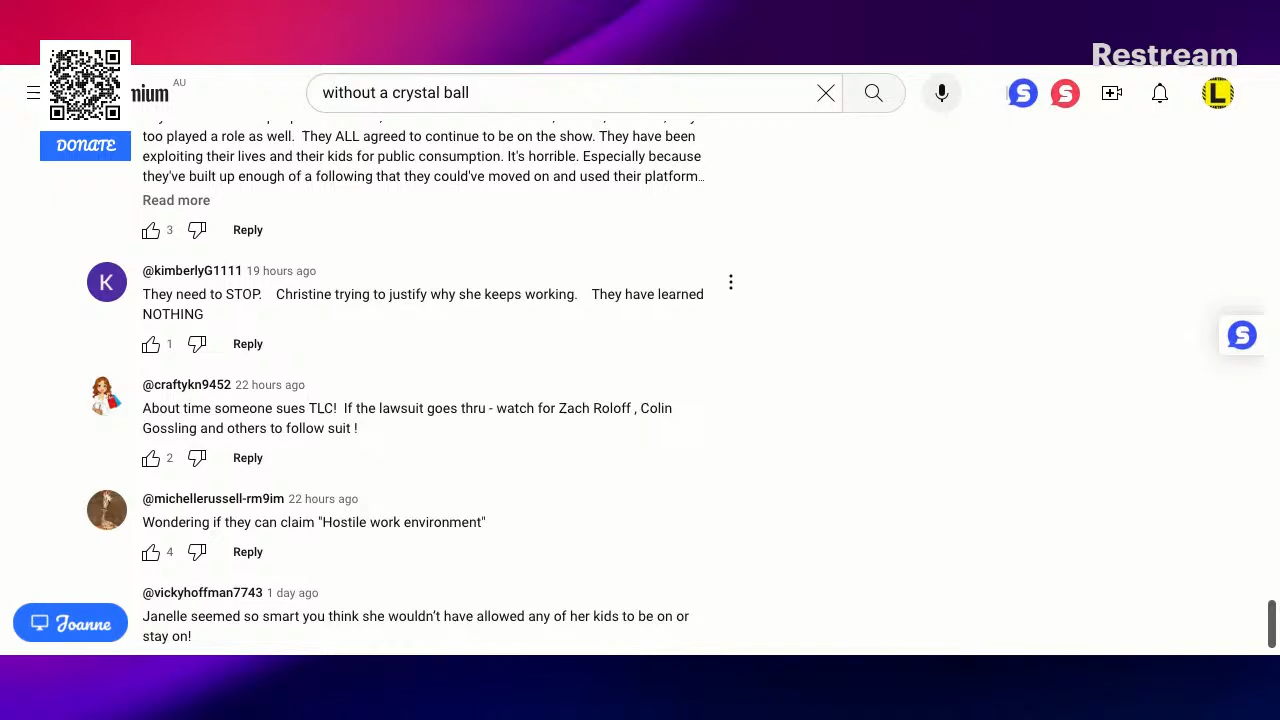 Restream
mium AU
without a crystal ball
L
DONATE
too played a role as well.  They ALL agreed to continue to be on the show. They have been
exploiting their lives and their kids for public consumption. It's horrible. Especially because
they've built up enough of a following that they could've moved on and used their platform…
Read more
3 Reply
K
@kimberlyG1111 19 hours ago
They need to STOP.    Christine trying to justify why she keeps working.    They have learned
NOTHING
1 Reply
@craftykn9452 22 hours ago
About time someone sues TLC!  If the lawsuit goes thru - watch for Zach Roloff , Colin
Gossling and others to follow suit !
2 Reply
@michellerussell-rm9im 22 hours ago
Wondering if they can claim "Hostile work environment"
4 Reply
@vickyhoffman7743 1 day ago
Janelle seemed so smart you think she wouldn't have allowed any of her kids to be on or
stay on!
Joanne